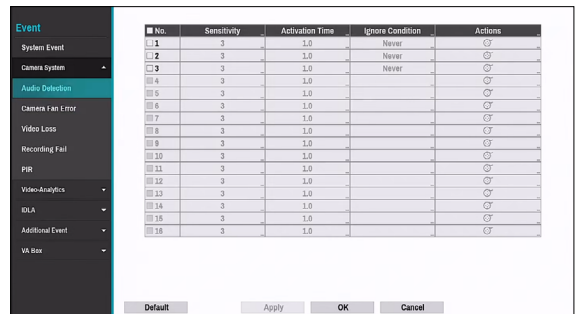 Event
System Event
Camera System
Audio Detection
Camera Fan Error
Video Loss
Recording Fail
PIR
Video-Analytics
IDLA
Additional Event
VA Box
No. Sensitivity Activation Time Ignore Condition Actions
1 3 1.0 Never
2 3 1.0 Never
3 3 1.0 Never
4 3 1.0
5 3 1.0
6 3 1.0
7 3 1.0
8 3 1.0
9 3 1.0
10 3 1.0
11 3 1.0
12 3 1.0
13 3 1.0
14 3 1.0
15 3 1.0
16 3 1.0
Default Apply OK Cancel